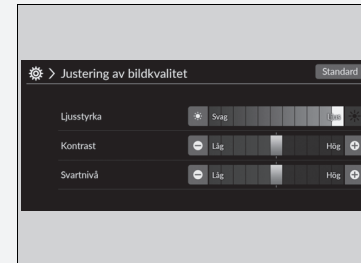 Justering av bildkvalitet
Standard
Ljusstyrka
Svag
Kontrast
Låg Hög
Svartnivå
Låg Hög